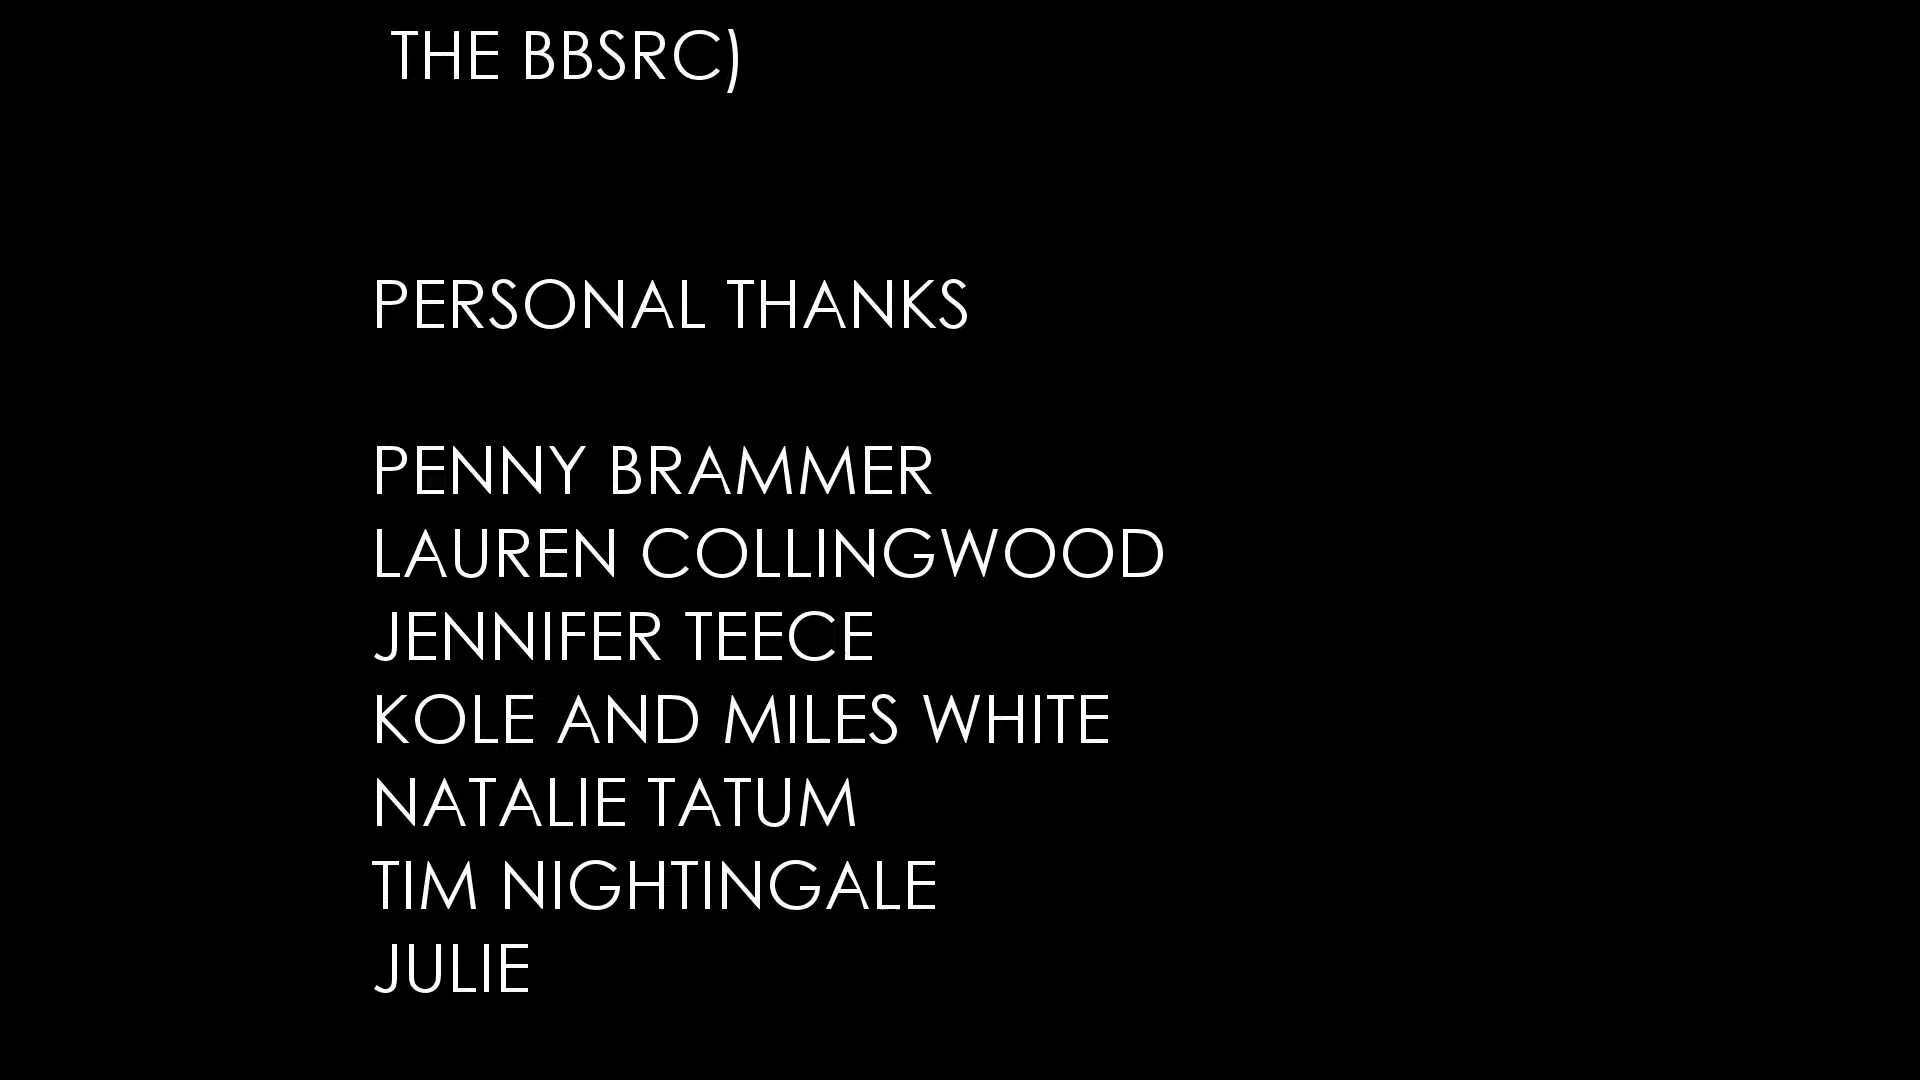 THE BBSRC)
PERSONAL THANKS
PENNY BRAMMER
LAUREN COLLINGWOOD
JENNIFER TEECE
KOLE AND MILES WHITE
NATALIE TATUM
TIM NIGHTINGALE
JULIE